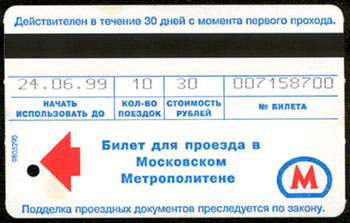 Действителен в течение 30 дней с момента первого прохода.
24.06.99 10 30 007158700
НАЧАТЬ ИСПОЛЬЗОВАТЬ ДО
КОЛ-ВО ПОЕЗДОК
СТОИМОСТЬ РУБЛЕЙ
№ БИЛЕТА
Билет для проезда в
Московском
Метрополитене
М
Подделка проездных документов преследуется по закону.